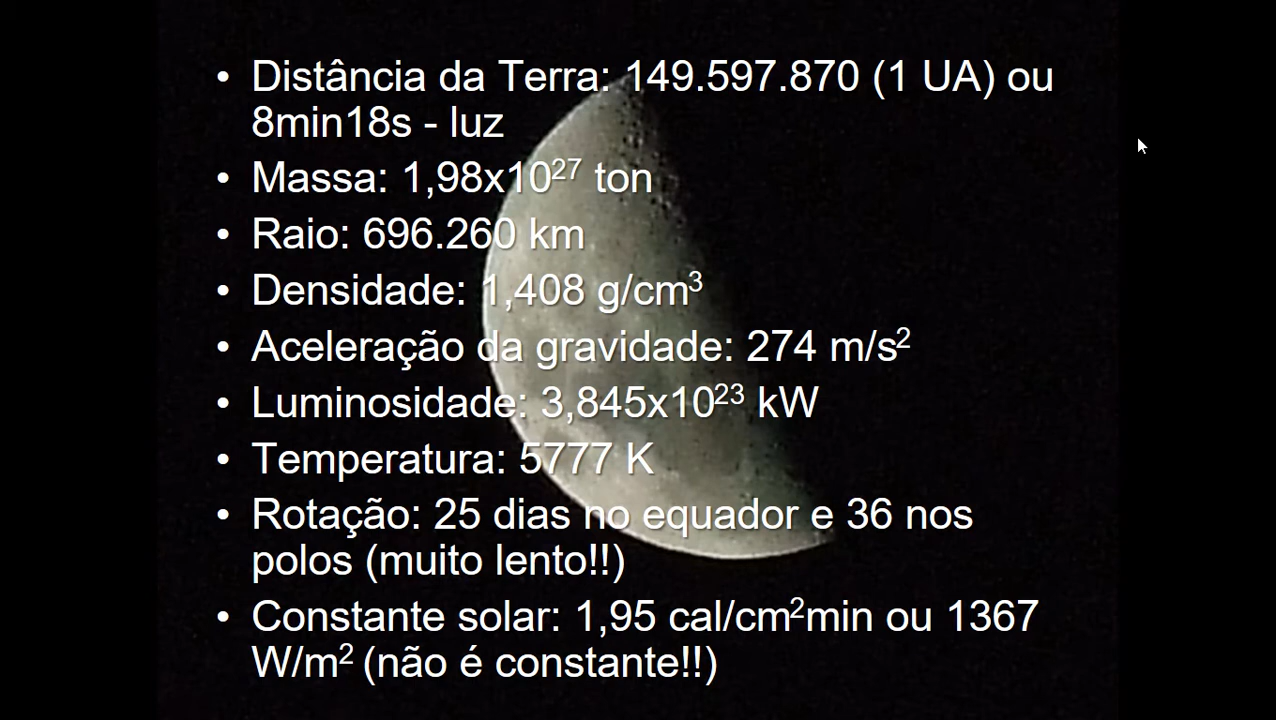 • Distância da Terra: 149.597.870 (1 UA) ou
8min18s - luz
• Massa: 1,98x10²⁷ ton
• Raio: 696.260 km
• Densidade: 1,408 g/cm³
• Aceleração da gravidade: 274 m/s²
• Luminosidade: 3,845x10²³ kW
• Temperatura: 5777 K
• Rotação: 25 dias no equador e 36 nos
polos (muito lento!!)
• Constante solar: 1,95 cal/cm²min ou 1367
W/m² (não é constante!!)